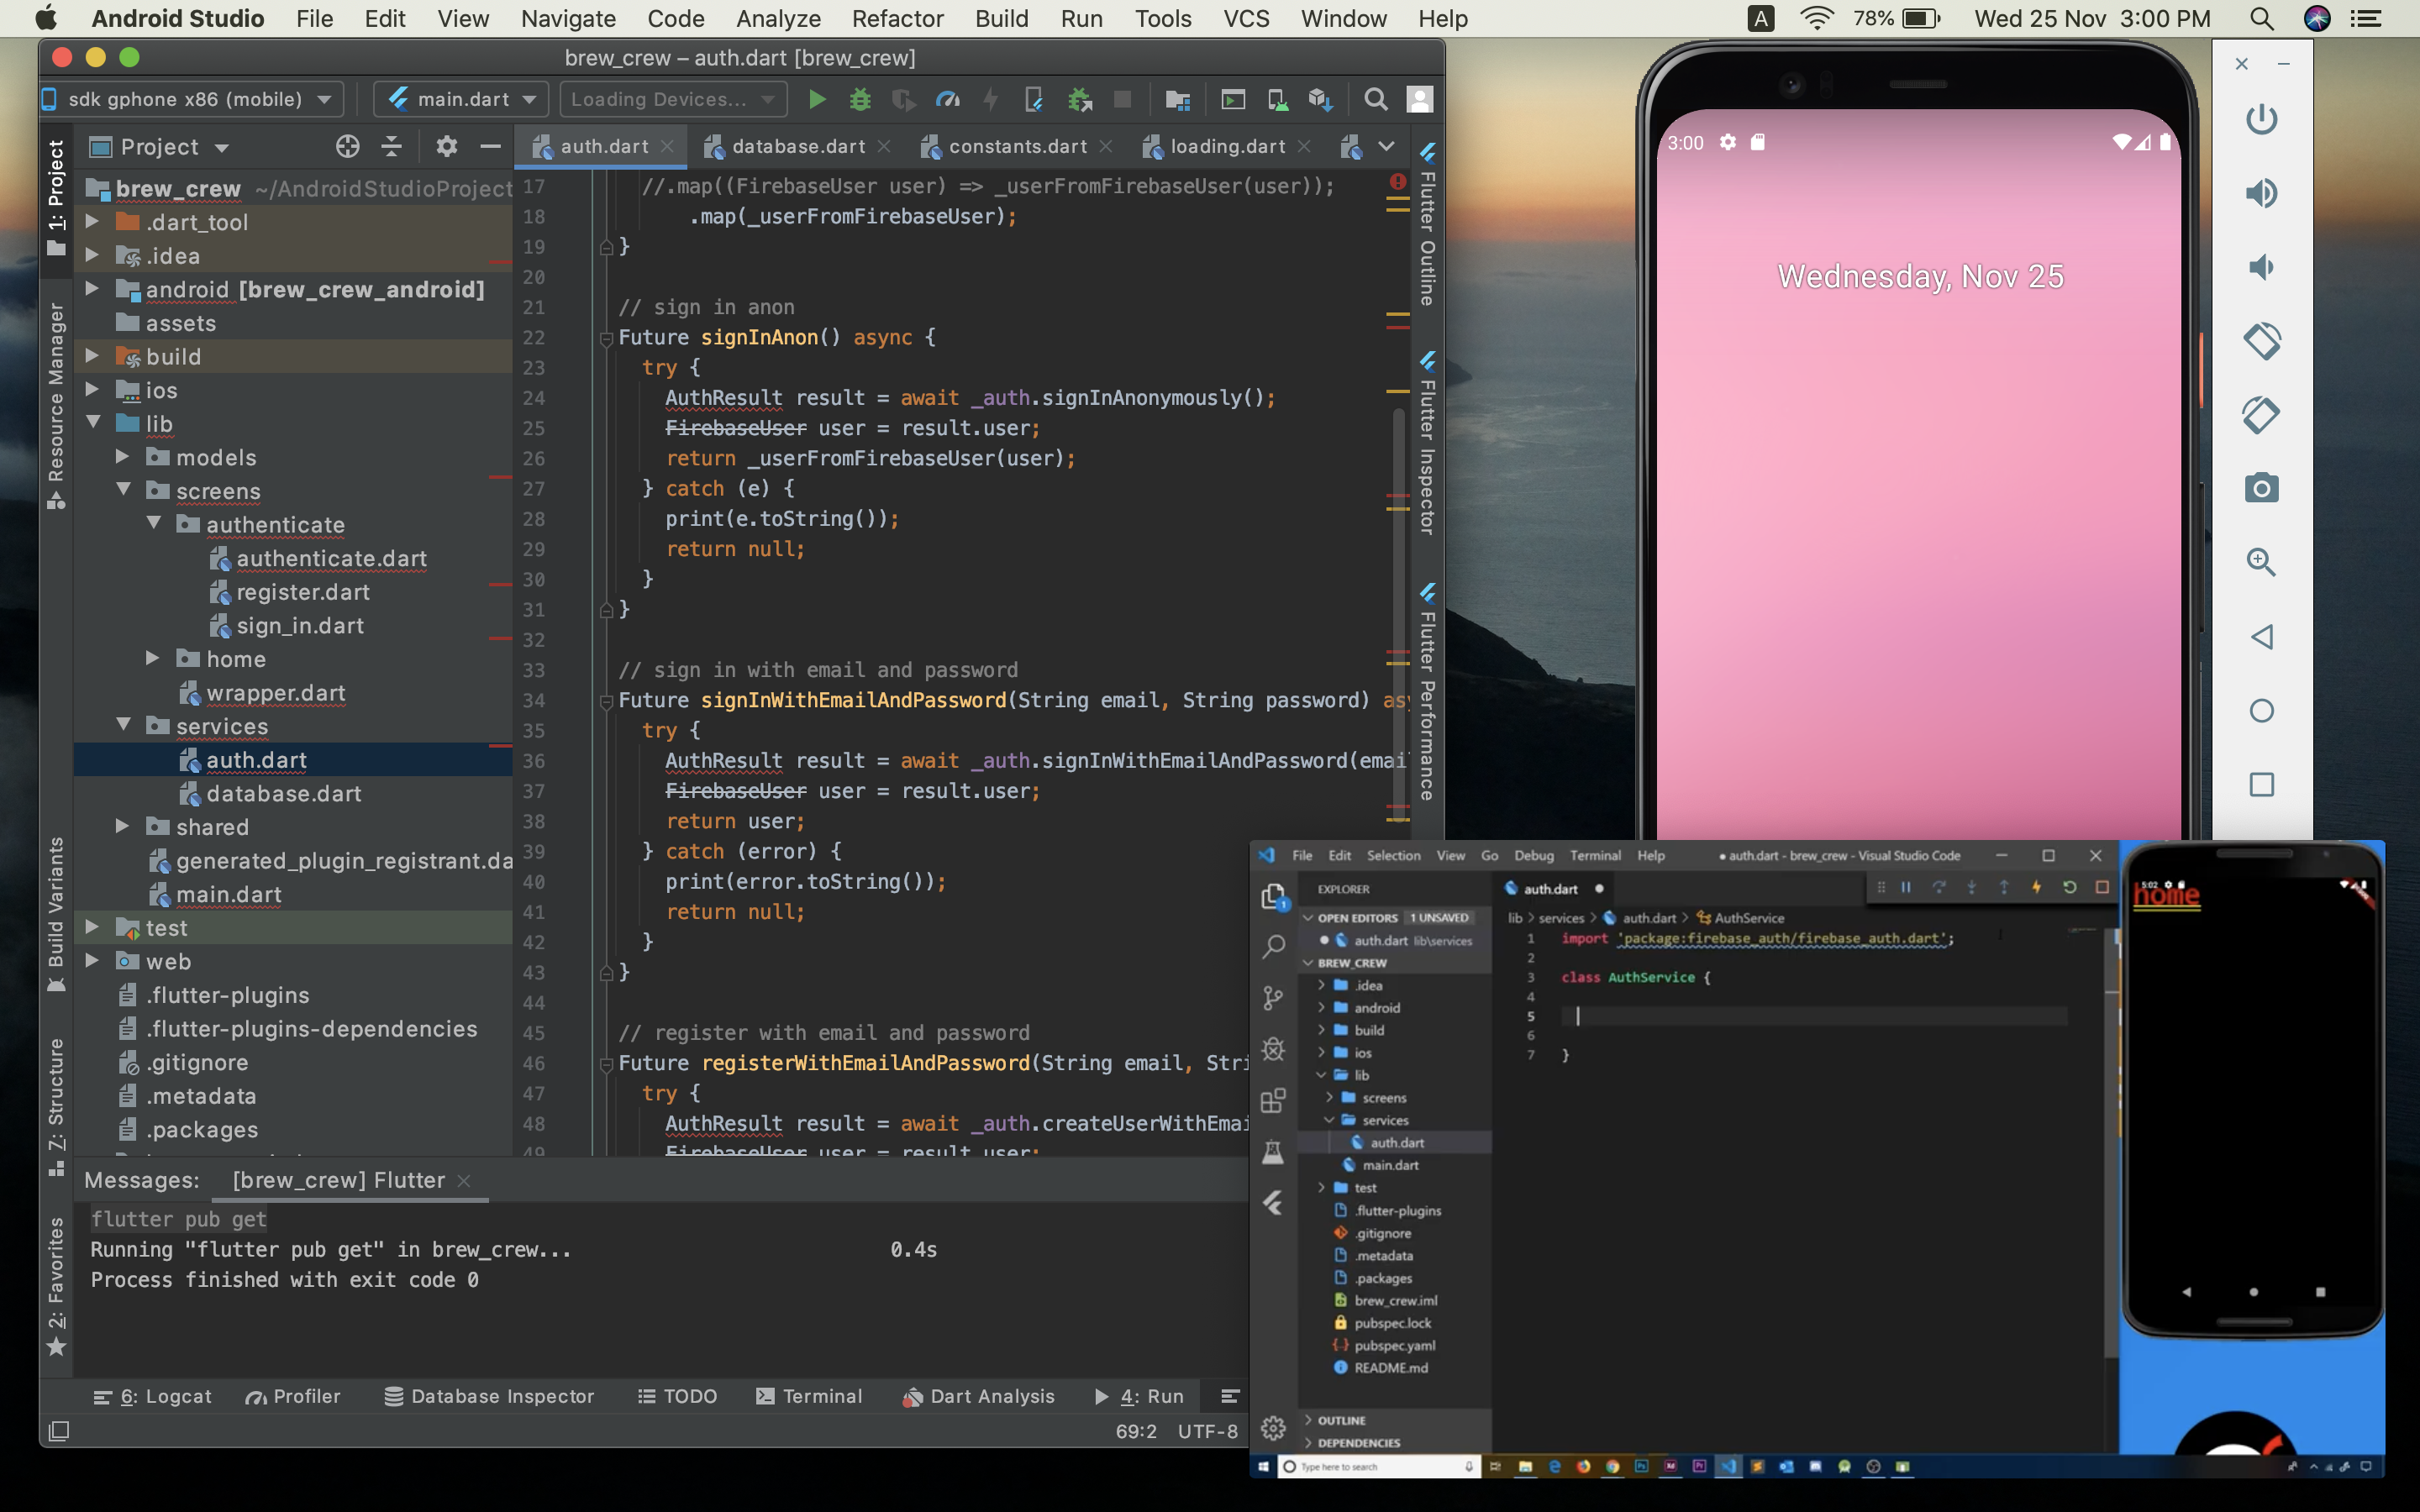 Android Studio File Edit View Navigate Code Analyze Refactor Build Run Tools VCS Window Help
A 78% Wed 25 Nov 3:00 PM
brew_crew – auth.dart [brew_crew]
sdk gphone x86 (mobile) main.dart Loading Devices...
1: Project
Resource Manager
Build Variants
7: Structure
2: Favorites
Project
brew_crew ~/AndroidStudioProject
.dart_tool
.idea
android [brew_crew_android]
assets
build
ios
lib
models
screens
authenticate
authenticate.dart
register.dart
sign_in.dart
home
wrapper.dart
services
auth.dart
database.dart
shared
generated_plugin_registrant.da
main.dart
test
web
.flutter-plugins
.flutter-plugins-dependencies
.gitignore
.metadata
.packages
auth.dart database.dart constants.dart loading.dart
17 //.map((FirebaseUser user) => _userFromFirebaseUser(user));
18 .map(_userFromFirebaseUser);
19 }
20
21 // sign in anon
22 Future signInAnon() async {
23 try {
24 AuthResult result = await _auth.signInAnonymously();
25 FirebaseUser user = result.user;
26 return _userFromFirebaseUser(user);
27 } catch (e) {
28 print(e.toString());
29 return null;
30 }
31 }
32
33 // sign in with email and password
34 Future signInWithEmailAndPassword(String email, String password) asy
35 try {
36 AuthResult result = await _auth.signInWithEmailAndPassword(emai
37 FirebaseUser user = result.user;
38 return user;
39 } catch (error) {
40 print(error.toString());
41 return null;
42 }
43 }
44
45 // register with email and password
46 Future registerWithEmailAndPassword(String email, Stri
47 try {
48 AuthResult result = await _auth.createUserWithEmai
49 FirebaseUser user = result.user;
Flutter Outline
Flutter Inspector
Flutter Performance
Messages: [brew_crew] Flutter
flutter pub get
Running "flutter pub get" in brew_crew... 0.4s
Process finished with exit code 0
6: Logcat Profiler Database Inspector TODO Terminal Dart Analysis 4: Run
69:2 UTF-8
3:00
Wednesday, Nov 25
File Edit Selection View Go Debug Terminal Help ● auth.dart - brew_crew - Visual Studio Code
EXPLORER
OPEN EDITORS 1 UNSAVED
auth.dart lib\services
BREW_CREW
.idea
android
build
ios
lib
screens
services
auth.dart
main.dart
test
.flutter-plugins
.gitignore
.metadata
.packages
brew_crew.iml
pubspec.lock
pubspec.yaml
README.md
OUTLINE
DEPENDENCIES
auth.dart
lib > services > auth.dart > AuthService
1 import 'package:firebase_auth/firebase_auth.dart';
2
3 class AuthService {
4
5
6
7 }
5:02
home
Type here to search